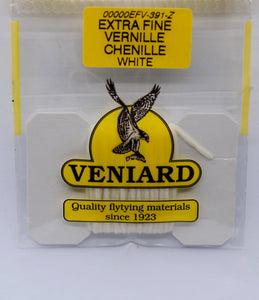 00000EFV-391-Z
EXTRA FINE
VERNILLE
CHENILLE
WHITE
VENIARD
Quality flytying materials
since 1923